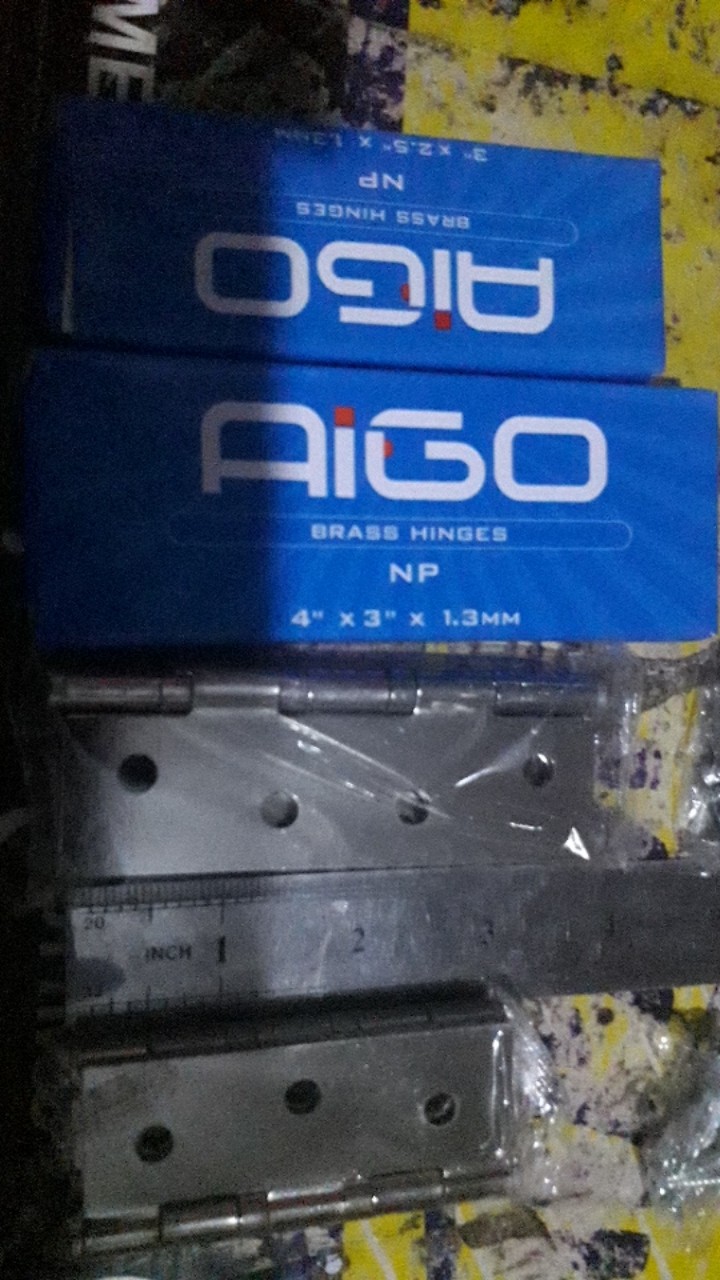 ME
3" x 2.5" x 1.3MM
NP
BRASS HINGES
AiGO
AiGO
BRASS HINGES
NP
4" x 3" x 1.3MM
20
INCH 1 2 3 4